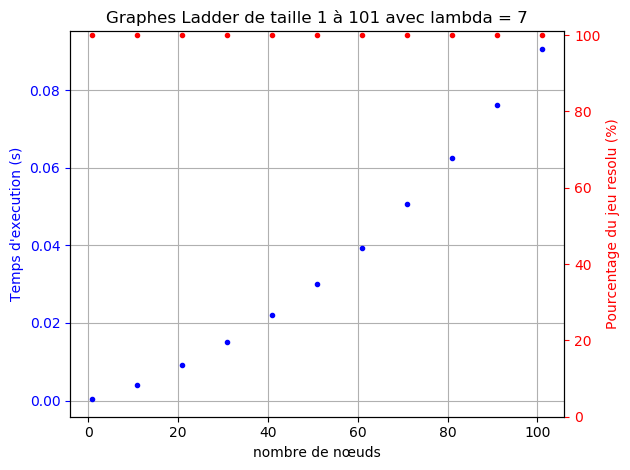 Graphes Ladder de taille 1 à 101 avec lambda = 7
Temps d'execution (s)
0.08
0.06
0.04
0.02
0.00
100
80
60
40
20
0
Pourcentage du jeu resolu (%)
0 20 40 60 80 100
nombre de nœuds